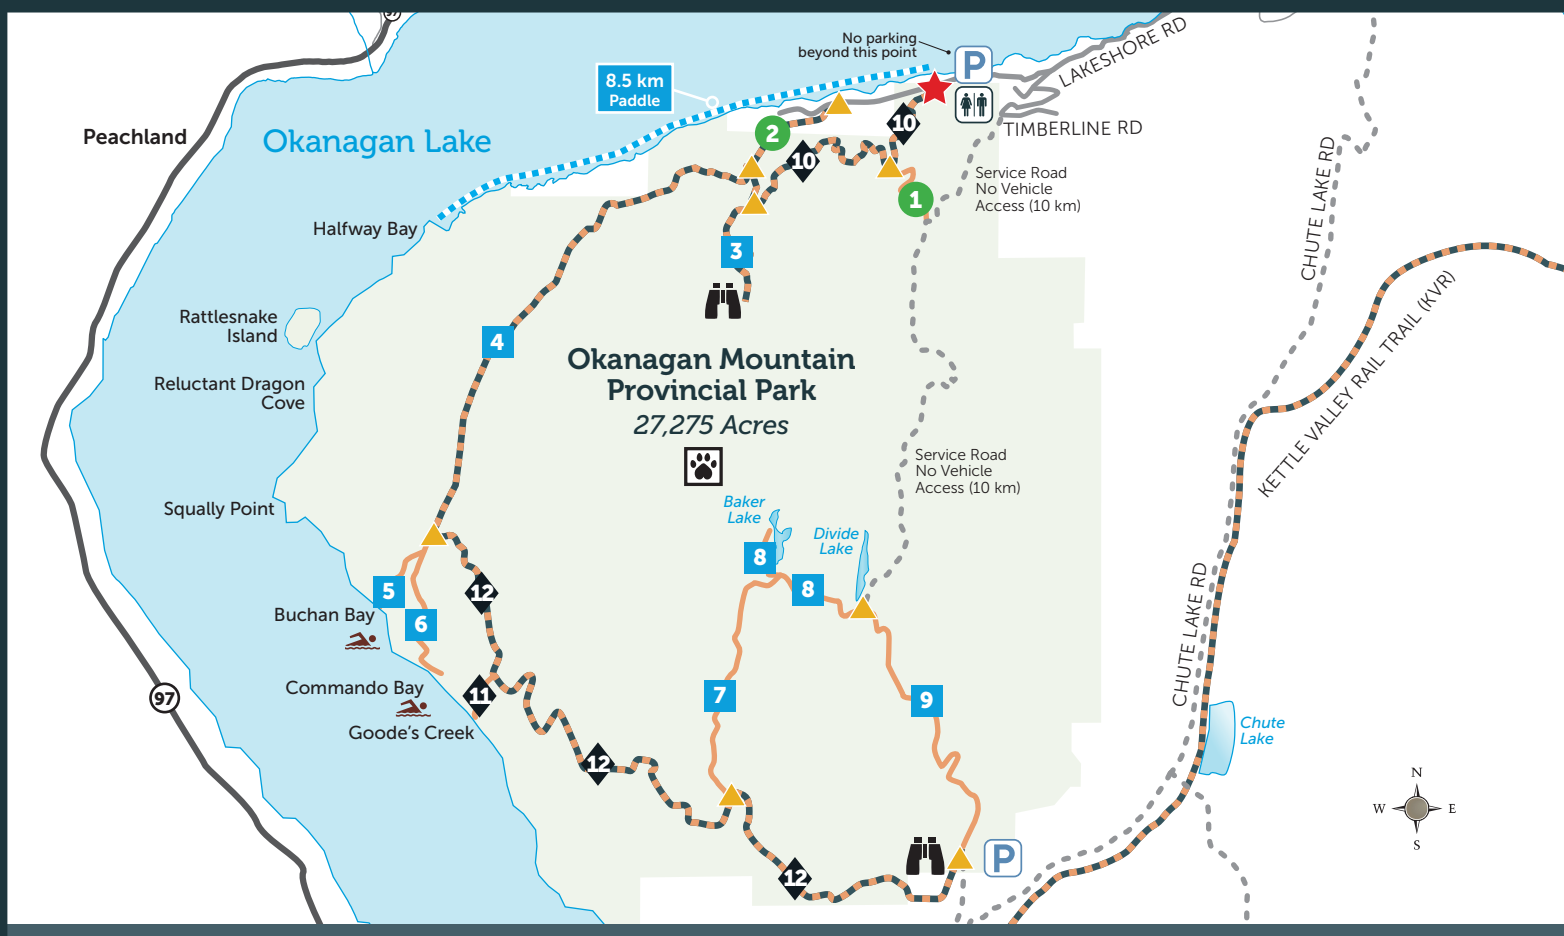 97
No parking
beyond this point
P
LAKESHORE RD
8.5 km
Paddle
Peachland
Okanagan Lake
2
10
10
TIMBERLINE RD
1
Service Road
No Vehicle
Access (10 km)
CHUTE LAKE RD
Halfway Bay
3
Rattlesnake
Island
4
KETTLE VALLEY RAIL TRAIL (KVR)
Okanagan Mountain
Provincial Park
27,275 Acres
Reluctant Dragon
Cove
Service Road
No Vehicle
Access (10 km)
Squally Point
Baker
Lake
Divide
Lake
8
8
5
12
6
Buchan Bay
CHUTE LAKE RD
Commando Bay
11
7
9
97
Goode's Creek
Chute
Lake
12
N
W
E
S
P
12